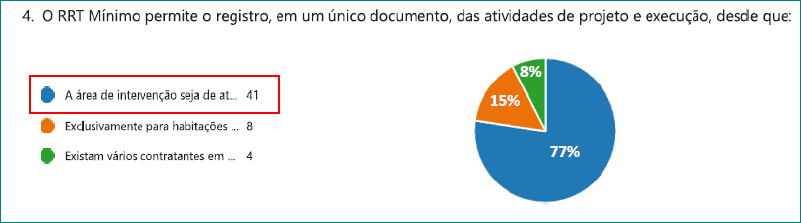 4. O RRT Mínimo permite o registro, em um único documento, das atividades de projeto e execução, desde que:
A área de intervenção seja de at... 41
Exclusivamente para habitações ... 8
Existam vários contratantes em ... 4
8%
15%
77%